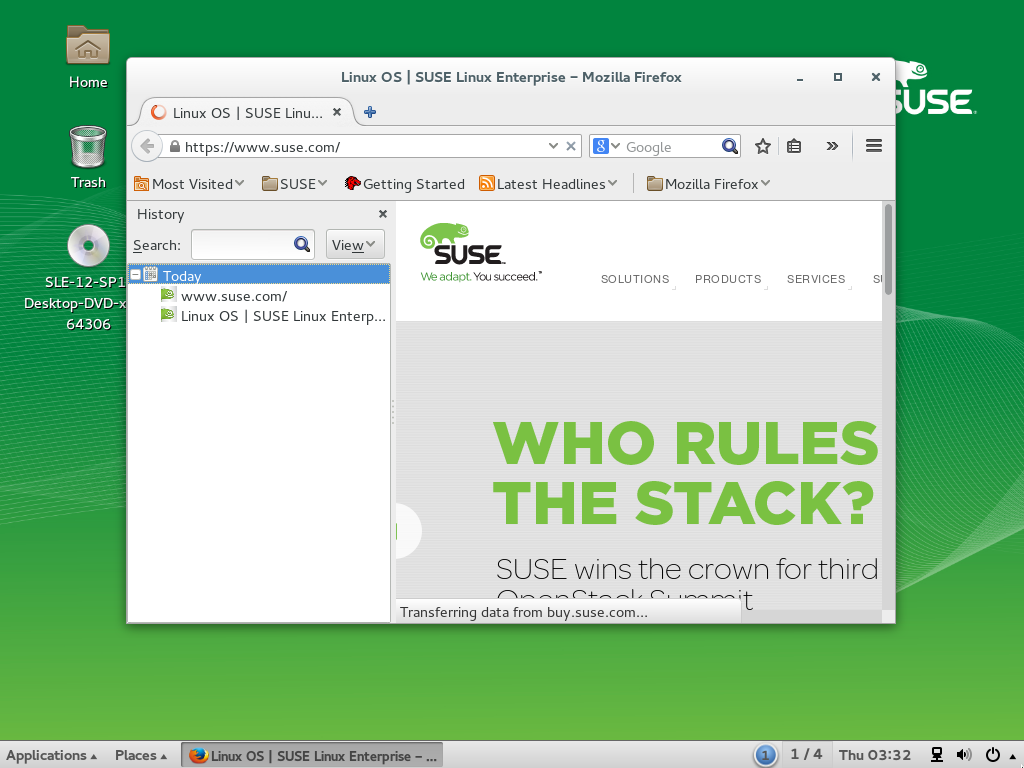 Home
Trash
SLE-12-SP1
Desktop-DVD-x
64306
SUSE
Linux OS | SUSE Linux Enterprise – Mozilla Firefox
Linux OS | SUSE Linu...
https://www.suse.com/
8
Google
Most Visited
SUSE
Getting Started
Latest Headlines
Mozilla Firefox
History
Search:
View
Today
www.suse.com/
Linux OS | SUSE Linux Enterp...
SUSE
We adapt. You succeed.™
SOLUTIONS
PRODUCTS
SERVICES
WHO RULES
THE STACK?
SUSE wins the crown for third
OpenStack Summit
Transferring data from buy.suse.com...
Applications
Places
Linux OS | SUSE Linux Enterprise – ...
1
1 / 4
Thu 03:32